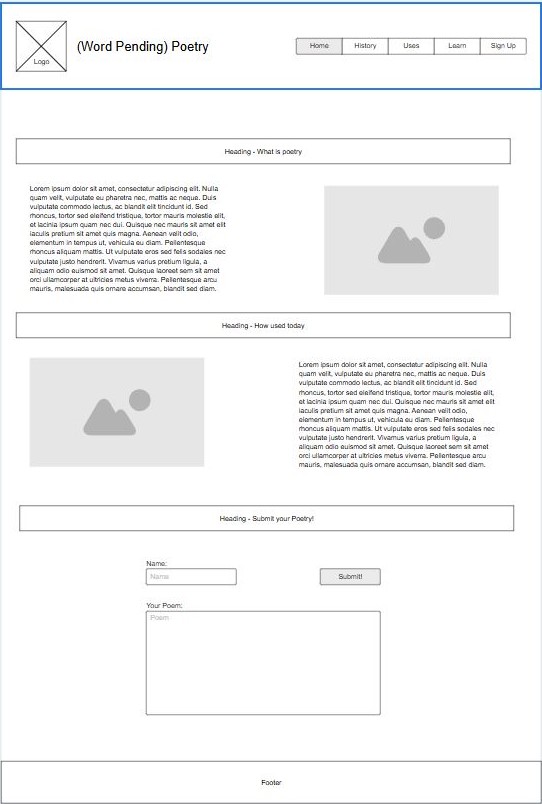 Logo
(Word Pending) Poetry
Home History Uses Learn Sign Up
Heading - What is poetry
Lorem ipsum dolor sit amet, consectetur adipiscing elit. Nulla
quam velit, vulputate eu pharetra nec, mattis ac neque. Duis
vulputate commodo lectus, ac blandit elit tincidunt id. Sed
rhoncus, tortor sed eleifend tristique, tortor mauris molestie elit,
et lacinia ipsum quam nec dui. Quisque nec mauris sit amet elit
iaculis pretium sit amet quis magna. Aenean velit odio,
elementum in tempus ut, vehicula eu diam. Pellentesque
rhoncus aliquam mattis. Ut vulputate eros sed felis sodales nec
vulputate justo hendrerit. Vivamus varius pretium ligula, a
aliquam odio euismod sit amet. Quisque laoreet sem sit amet
orci ullamcorper at ultricies metus viverra. Pellentesque arcu
mauris, malesuada quis ornare accumsan, blandit sed diam.
Heading - How used today
Lorem ipsum dolor sit amet, consectetur adipiscing elit. Nulla
quam velit, vulputate eu pharetra nec, mattis ac neque. Duis
vulputate commodo lectus, ac blandit elit tincidunt id. Sed
rhoncus, tortor sed eleifend tristique, tortor mauris molestie elit,
et lacinia ipsum quam nec dui. Quisque nec mauris sit amet elit
iaculis pretium sit amet quis magna. Aenean velit odio,
elementum in tempus ut, vehicula eu diam. Pellentesque
rhoncus aliquam mattis. Ut vulputate eros sed felis sodales nec
vulputate justo hendrerit. Vivamus varius pretium ligula, a
aliquam odio euismod sit amet. Quisque laoreet sem sit amet
orci ullamcorper at ultricies metus viverra. Pellentesque arcu
mauris, malesuada quis ornare accumsan, blandit sed diam.
Heading - Submit your Poetry!
Name:
Name
Submit!
Your Poem:
Poem
Footer